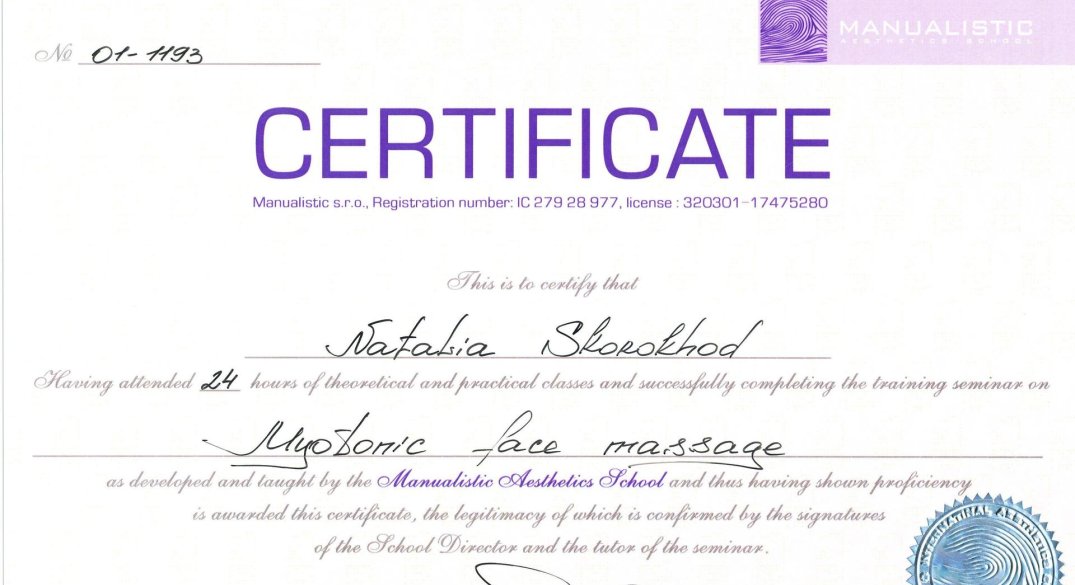 № 01-1193
MANUALISTIC
AESTHETICS SCHOOL
CERTIFICATE
Manualistic s.r.o., Registration number: IC 279 28 977, license : 320301-17475280
This is to certify that
Natalia Skorokhod
Having attended 24 hours of theoretical and practical classes and successfully completing the training seminar on
Myotonic face massage
as developed and taught by the Manualistic Aesthetics School and thus having shown proficiency
is awarded this certificate, the legitimacy of which is confirmed by the signatures
of the School Director and the tutor of the seminar.
INTERNATINAL AESTHETICS